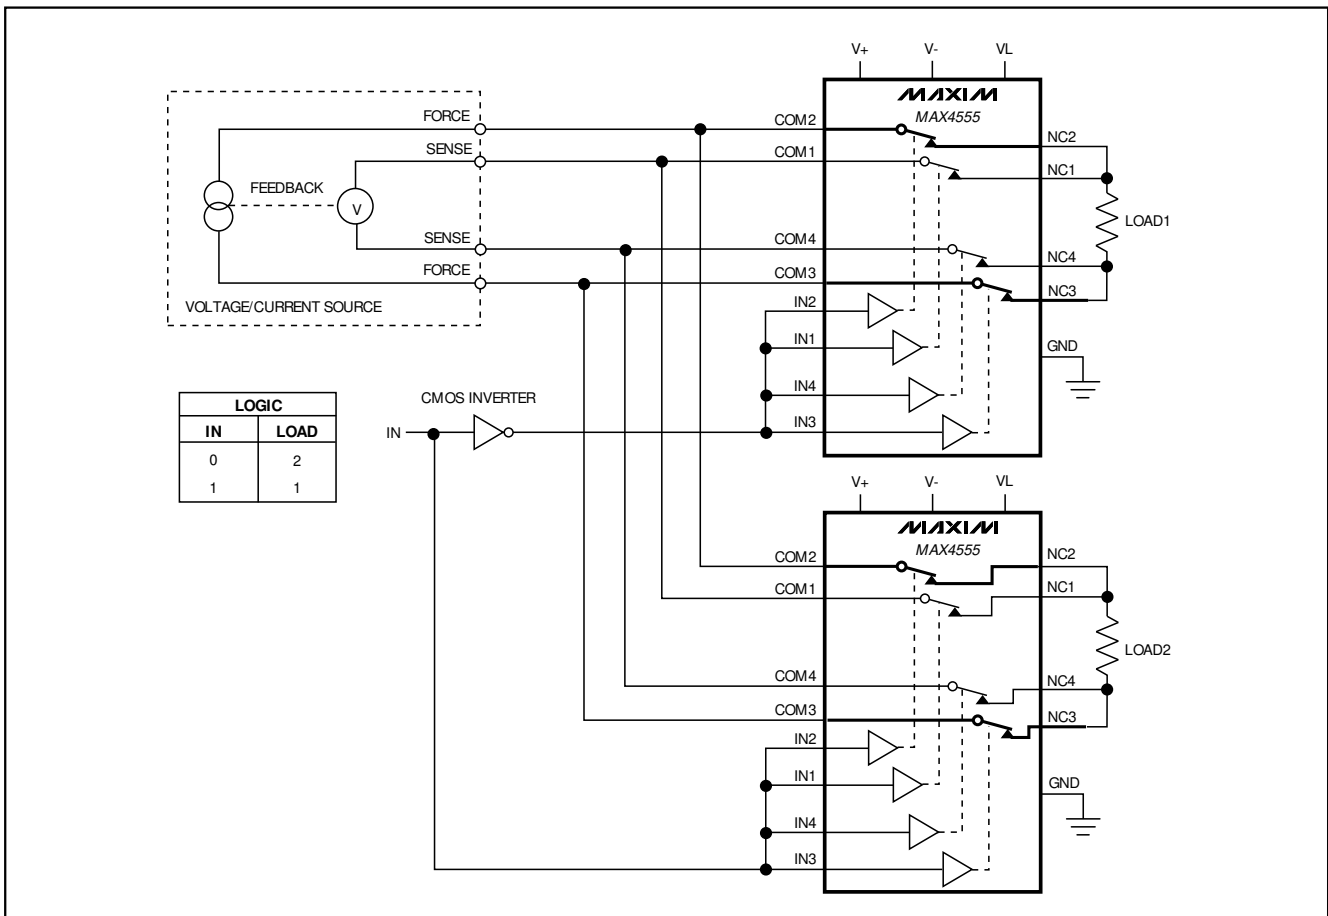 V+ V- VL
MAXIM
MAX4555
FORCE
SENSE
FEEDBACK
V
SENSE
FORCE
VOLTAGE/CURRENT SOURCE
COM2
COM1
COM4
COM3
IN2
IN1
IN4
IN3
NC2
NC1
LOAD1
NC4
NC3
GND
LOGIC
IN LOAD
0 2
1 1
CMOS INVERTER
IN
V+ V- VL
MAXIM
MAX4555
COM2
COM1
COM4
COM3
IN2
IN1
IN4
IN3
NC2
NC1
LOAD2
NC4
NC3
GND